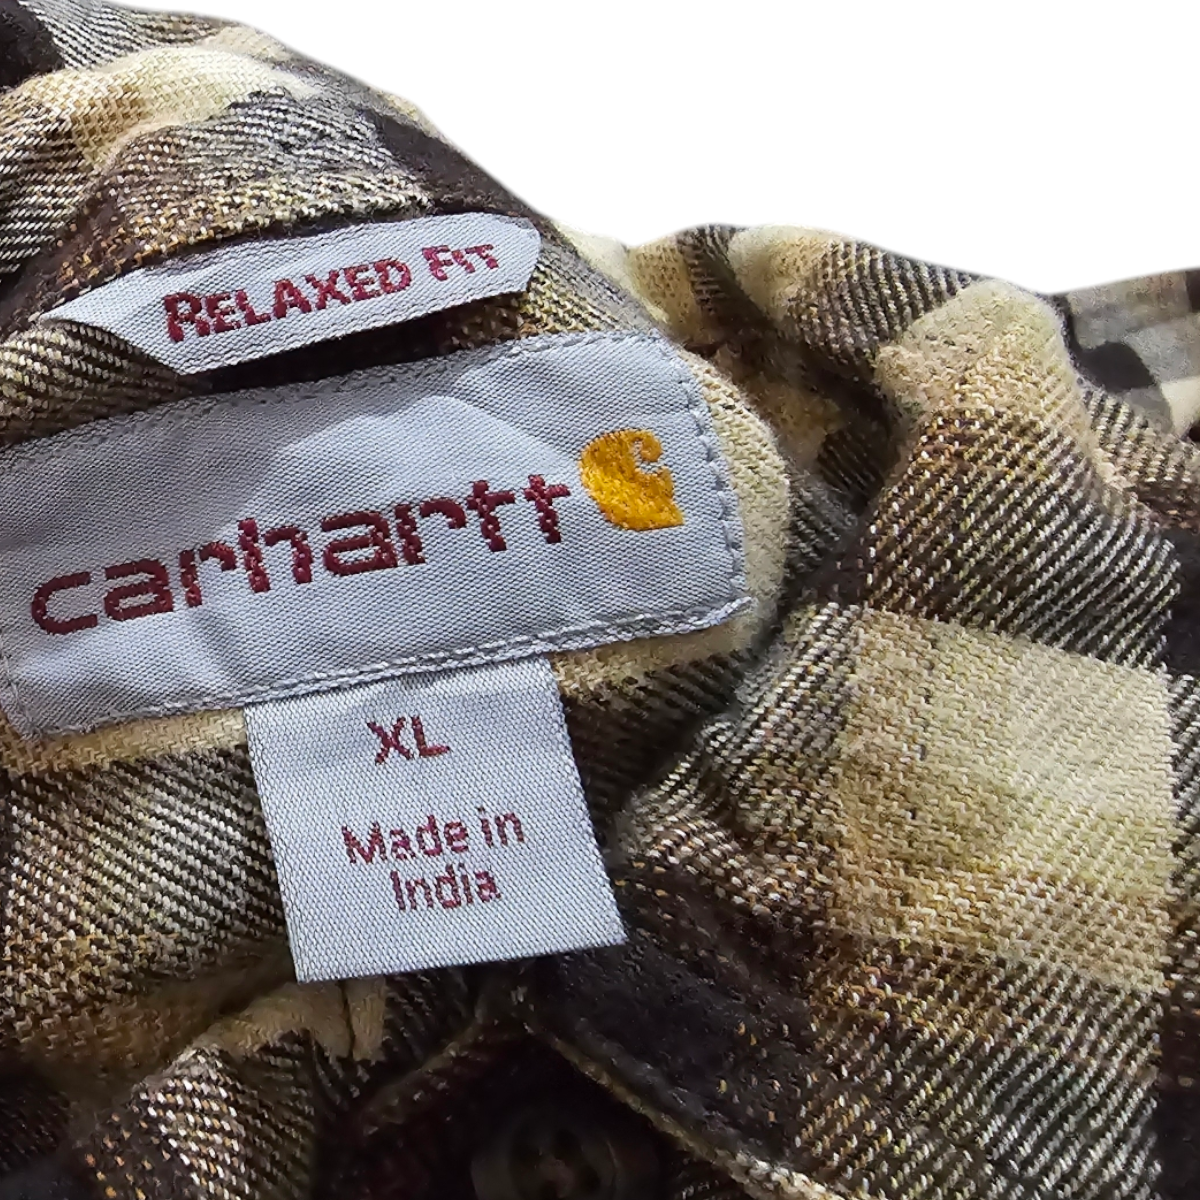 RELAXED FIT
carhartt
XL
Made in
India